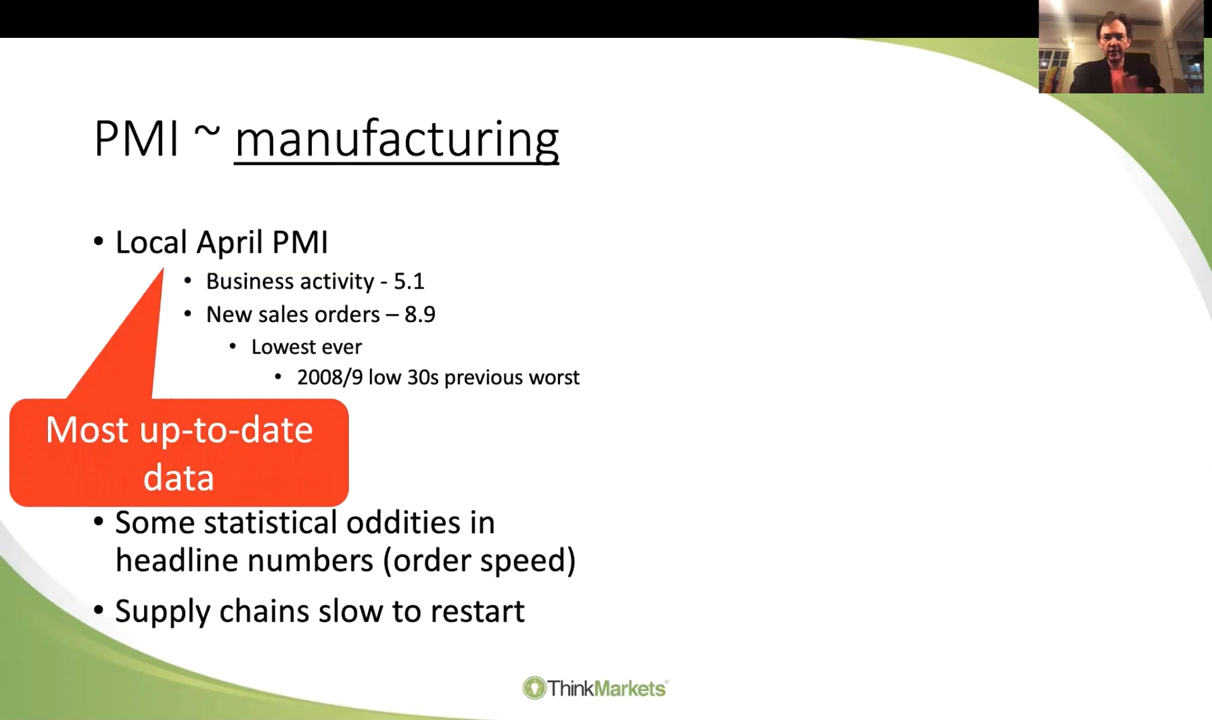 PMI ~ manufacturing
• Local April PMI
• Business activity - 5.1
• New sales orders – 8.9
• Lowest ever
• 2008/9 low 30s previous worst
Most up-to-date
data
• Some statistical oddities in
headline numbers (order speed)
• Supply chains slow to restart
ThinkMarkets